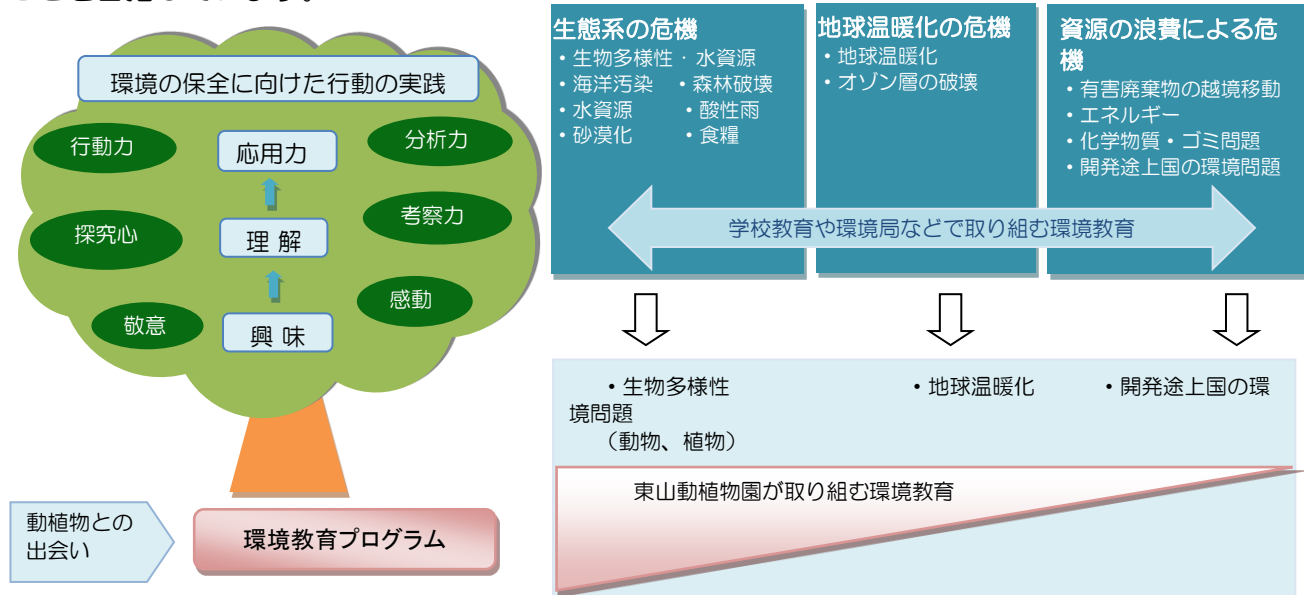 環境の保全に向けた行動の実践
行動力
応用力
分析力
探究心
理 解
考察力
敬意
興 味
感動
動植物との
出会い
環境教育プログラム
生態系の危機
・生物多様性 ・ 水資源
・海洋汚染 ・森林破壊
・水資源 ・酸性雨
・砂漠化 ・食糧
地球温暖化の危機
・地球温暖化
・オゾン層の破壊
資源の浪費による危
機
・有害廃棄物の越境移動
・エネルギー
・化学物質・ゴミ問題
・開発途上国の環境問題
学校教育や環境局などで取り組む環境教育
・生物多様性 ・地球温暖化 ・開発途上国の環
境問題
（動物、植物）
東山動植物園が取り組む環境教育